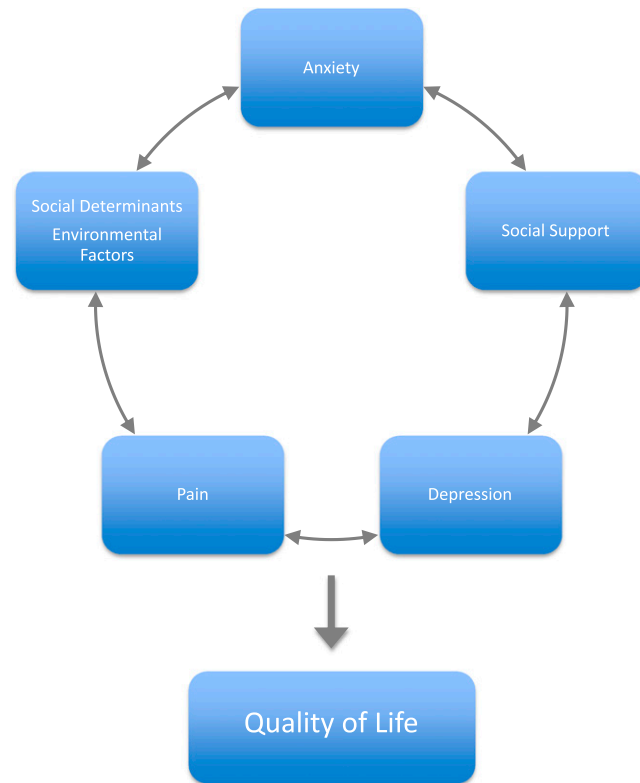 Anxiety
Social Determinants
Environmental
Factors
Social Support
Pain
Depression
Quality of Life